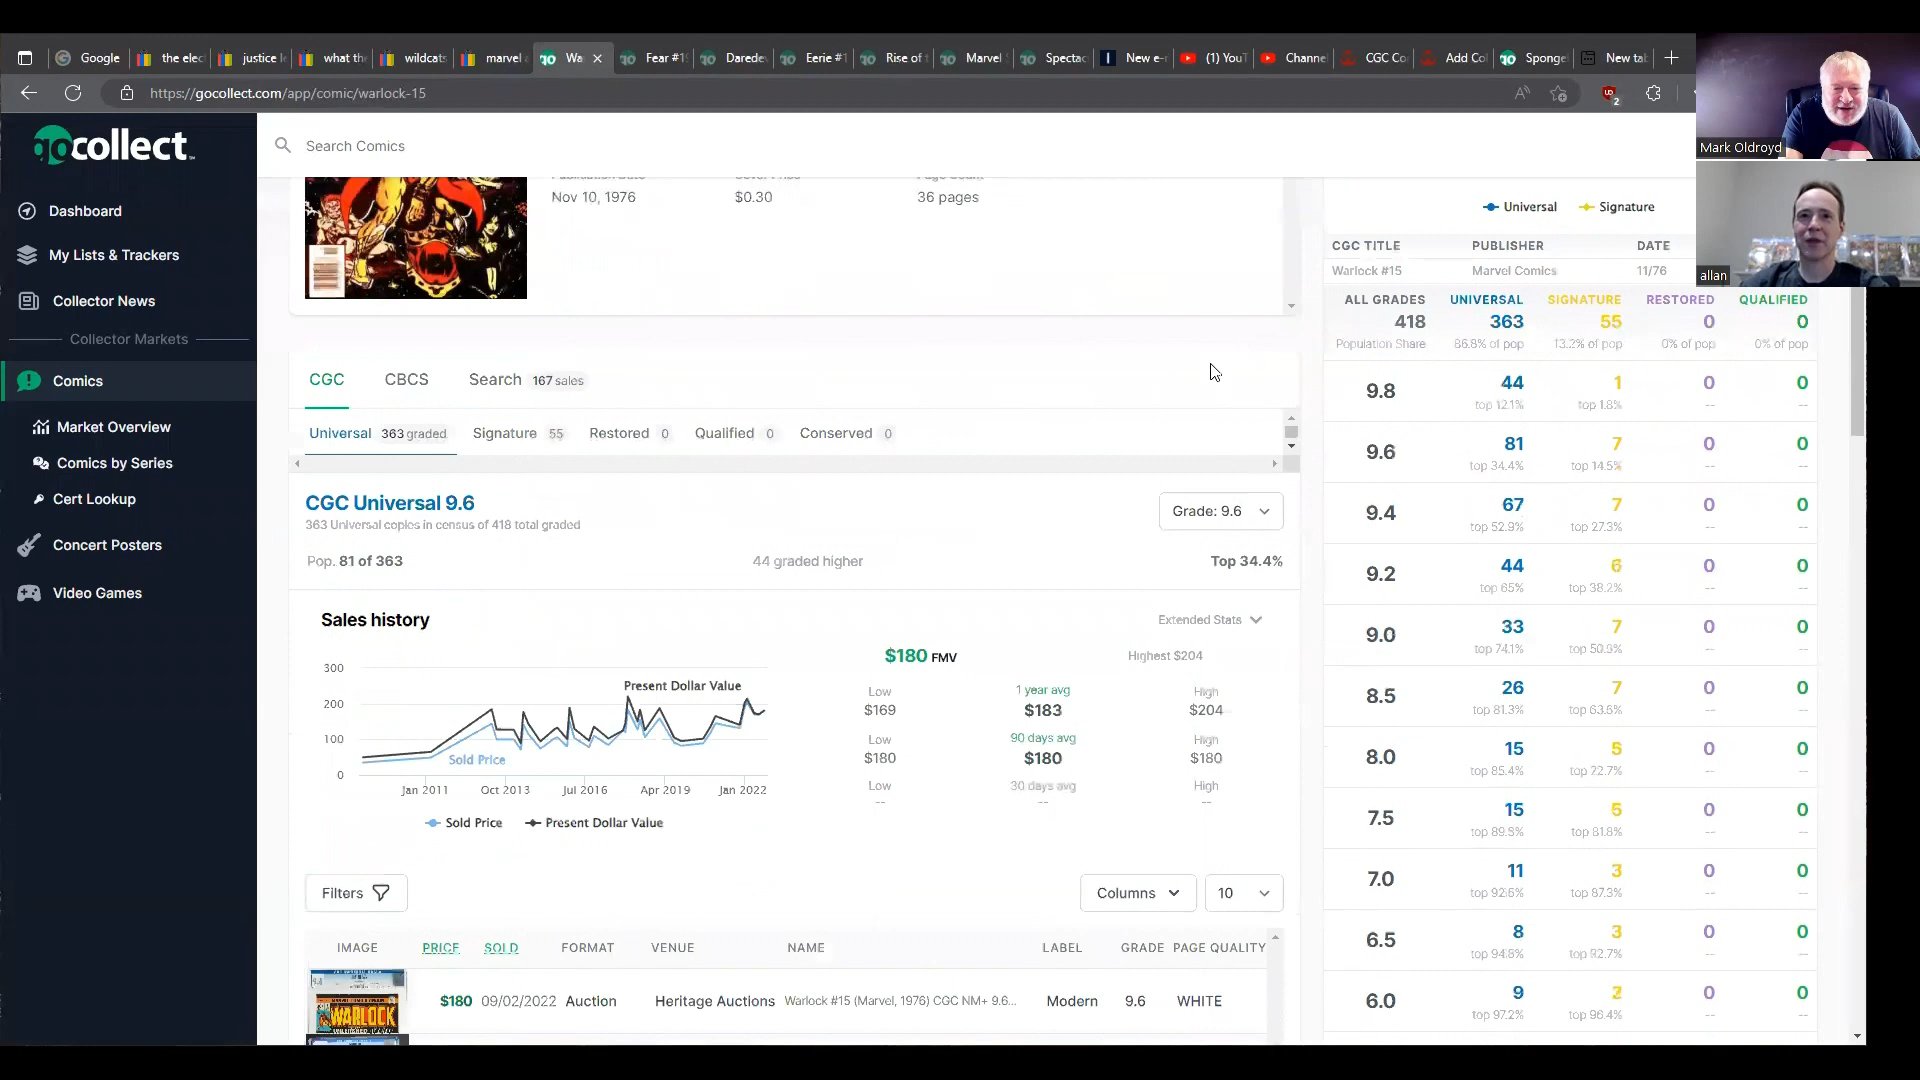 Google
the elec
justice le
what the
wildcats
marvel
go Wa
go Fear #1
go Darede
go Eerie #1
go Rise of
go Marvel
go Spectac
New e-r
(1) YouT
Channe
CGC Co
Add Col
go Sponge
New tab
https://gocollect.com/app/comic/warlock-15
A
2
Mark Oldroyd
allan
gocollect
Dashboard
My Lists & Trackers
Collector News
Collector Markets
Comics
Market Overview
Comics by Series
Cert Lookup
Concert Posters
Video Games
Search Comics
Nov 10, 1976 $0.30 36 pages
CGC CBCS Search 167 sales
Universal 363 graded Signature 55 Restored 0 Qualified 0 Conserved 0
CGC Universal 9.6
363 Universal copies in census of 418 total graded
Grade: 9.6
Pop. 81 of 363 44 graded higher Top 34.4%
Sales history
Extended Stats
300
200
100
0
Present Dollar Value
Sold Price
Jan 2011 Oct 2013 Jul 2016 Apr 2019 Jan 2022
Sold Price Present Dollar Value
$180 FMV Highest $204
Low 1 year avg High
$169 $183 $204
Low 90 days avg High
$180 $180 $180
Low 30 days avg High
-- -- --
Filters
Columns
10
IMAGE PRICE SOLD FORMAT VENUE NAME LABEL GRADE PAGE QUALITY
WARLOCK
$180 09/02/2022 Auction Heritage Auctions Warlock #15 (Marvel, 1976) CGC NM+ 9.6... Modern 9.6 WHITE
Universal Signature
CGC TITLE PUBLISHER DATE
Warlock #15 Marvel Comics 11/76
ALL GRADES UNIVERSAL SIGNATURE RESTORED QUALIFIED
418 363 55 0 0
Population Share 86.8% of pop 13.2% of pop 0% of pop 0% of pop
9.8 44 1 0 0
top 12.1% top 1.8% -- --
9.6 81 7 0 0
top 34.4% top 14.5% -- --
9.4 67 7 0 0
top 52.9% top 27.3% -- --
9.2 44 6 0 0
top 65% top 38.2% -- --
9.0 33 7 0 0
top 74.1% top 50.9% -- --
8.5 26 7 0 0
top 81.3% top 63.6% -- --
8.0 15 5 0 0
top 85.4% top 72.7% -- --
7.5 15 5 0 0
top 89.5% top 81.8% -- --
7.0 11 3 0 0
top 92.6% top 87.3% -- --
6.5 8 3 0 0
top 94.8% top 92.7% -- --
6.0 9 2 0 0
top 97.2% top 96.4% -- --